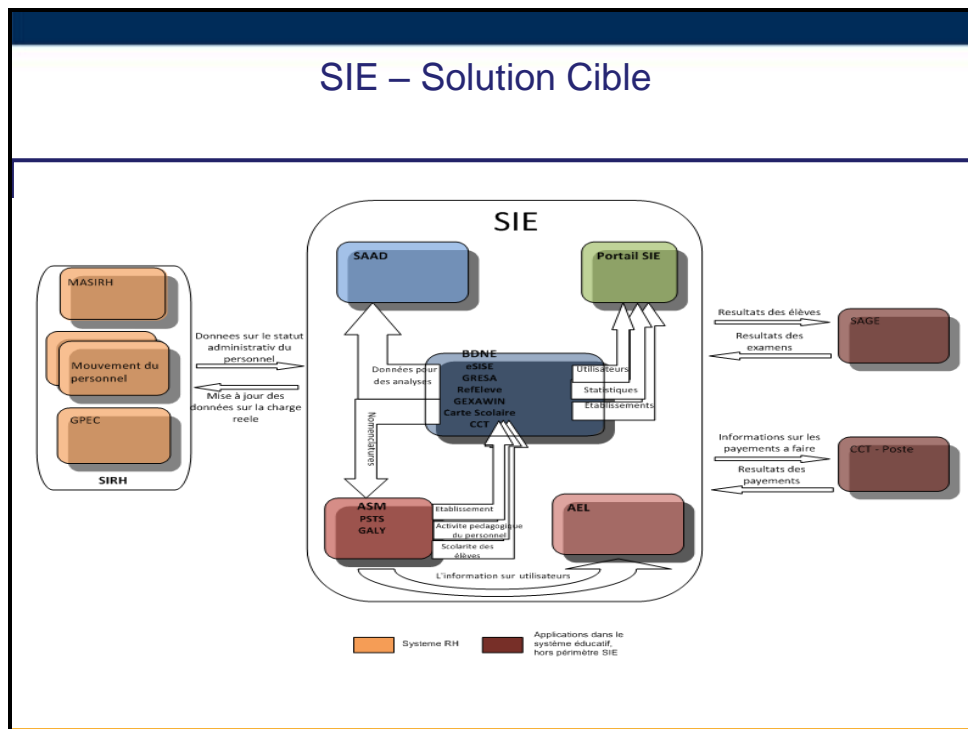 SIE – Solution Cible
SIE
SAAD
Portail SIE
MASIRH
Mouvement du
personnel
GPEC
SIRH
Donnees sur le statut
administrativ du
personnel
Mise à jour des
données sur la charge
reele
BDNE
eSISE
GRESA
RefEleve
GEXAWIN
Carte Scolaire
CCT
Données pour
des analyses
Utilisateurs
Statistiques
Etablissements
Nomenclatures
ASM
PSTS
GALY
Etablissement
Activite pedagogique
du personnel
Scolarite des
élèves
AEL
L'information sur utilisateurs
Resultats des élèves
Resultats des
examens
SAGE
Informations sur les
payements a faire
Resultats des
payements
CCT - Poste
Systeme RH
Applications dans le
système éducatif,
hors périmètre SIE